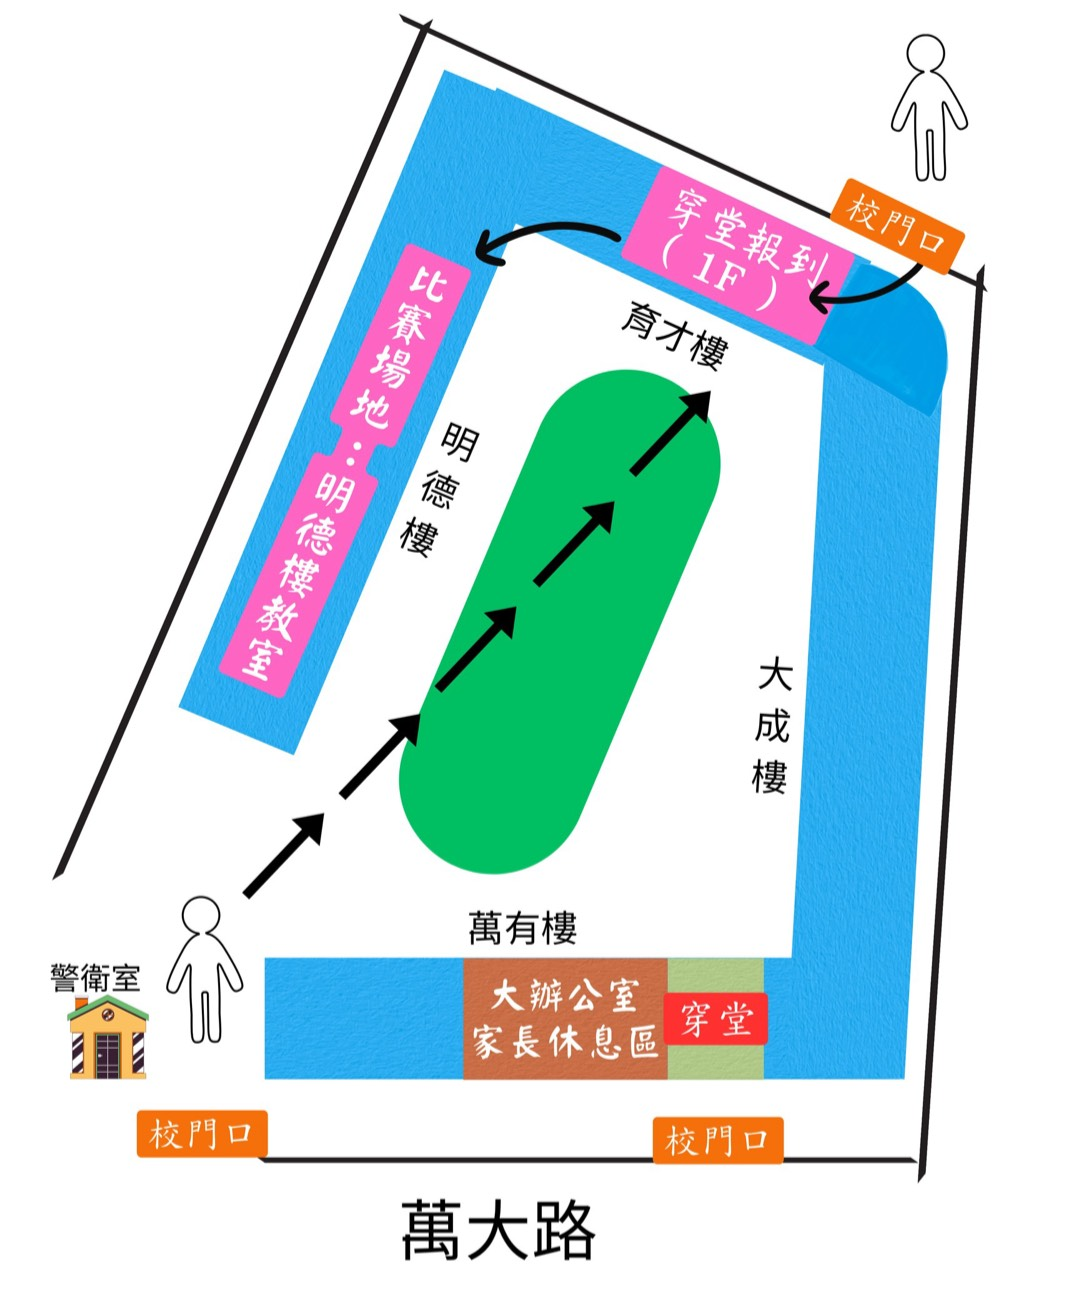 校門口
穿堂報到
（1F）
育才樓
比賽場地：明德樓教室
明德樓
大成樓
萬有樓
警衛室
大辦公室
家長休息區
穿堂
校門口
校門口
萬大路